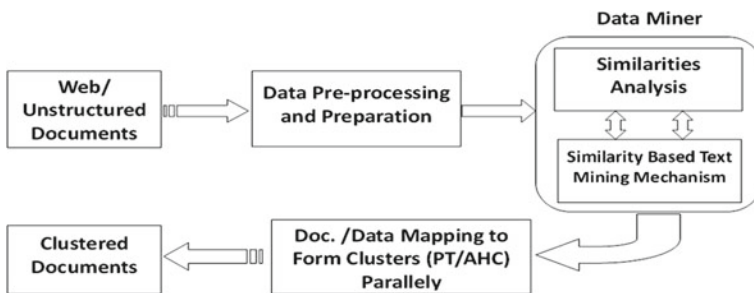 Data Miner
Web/
Unstructured
Documents
Data Pre-processing
and Preparation
Similarities
Analysis
Similarity Based Text
Mining Mechanism
Doc. /Data Mapping to
Form Clusters (PT/AHC)
Parallely
Clustered
Documents